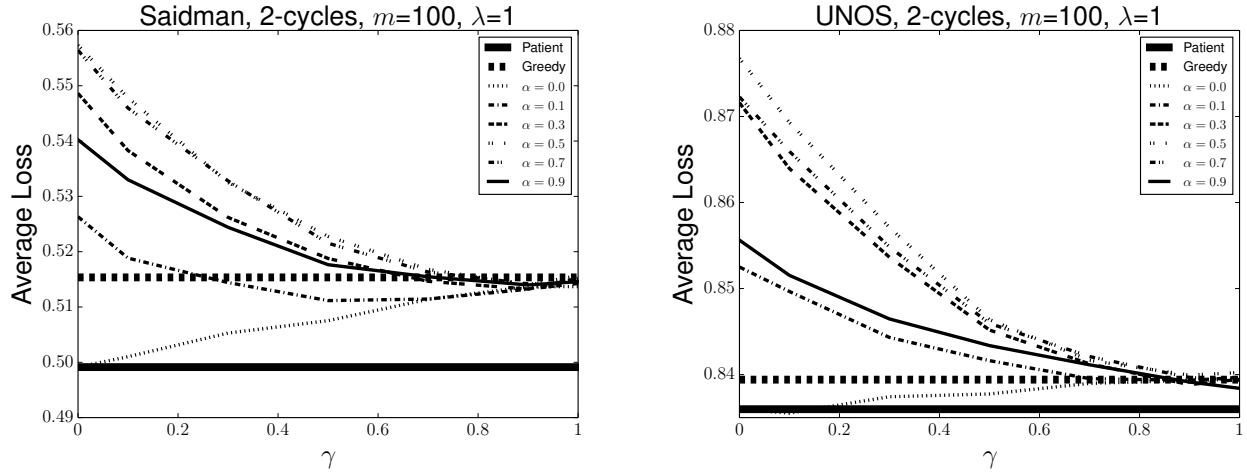 Saidman, 2-cycles, m=100, λ=1
Average Loss
0.56
0.55
0.54
0.53
0.52
0.51
0.50
0.49
0
0.2
0.4
0.6
0.8
1
γ
Patient
Greedy
α = 0.0
α = 0.1
α = 0.3
α = 0.5
α = 0.7
α = 0.9
UNOS, 2-cycles, m=100, λ=1
Average Loss
0.88
0.87
0.86
0.85
0.84
0
0.2
0.4
0.6
0.8
1
γ
Patient
Greedy
α = 0.0
α = 0.1
α = 0.3
α = 0.5
α = 0.7
α = 0.9